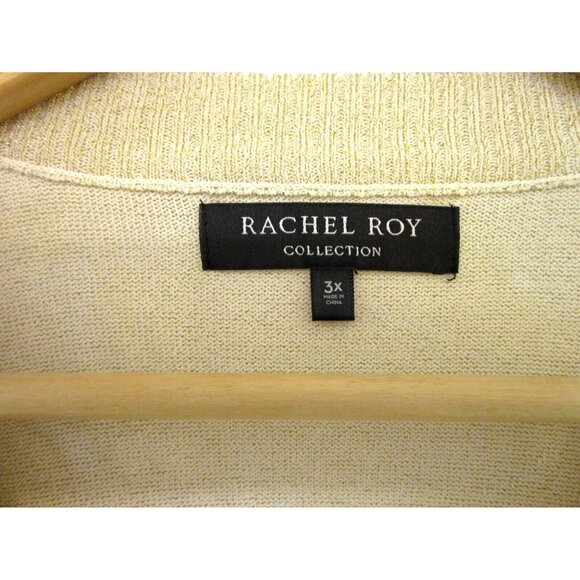 RACHEL ROY
COLLECTION
3X
MADE IN
CHINA